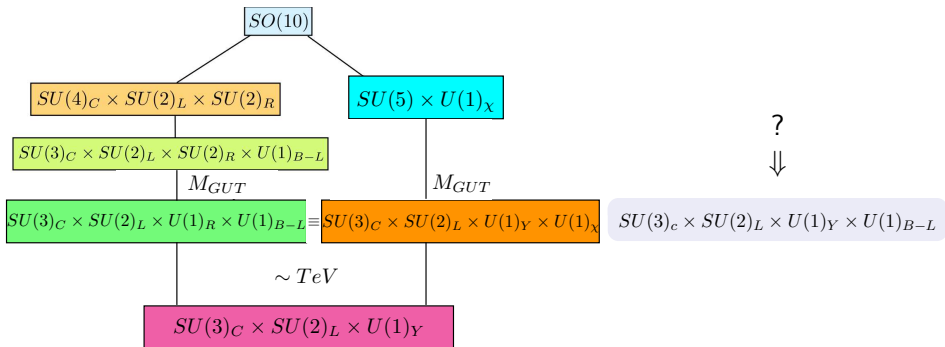 SO(10)
SU(4)_C × SU(2)_L × SU(2)_R
SU(5) × U(1)_χ
?
⇓
SU(3)_C × SU(2)_L × SU(2)_R × U(1)_{B−L}
M_{GUT}
M_{GUT}
SU(3)_C × SU(2)_L × U(1)_R × U(1)_{B−L} ≡ SU(3)_C × SU(2)_L × U(1)_Y × U(1)_χ
SU(3)_c × SU(2)_L × U(1)_Y × U(1)_{B−L}
∼ TeV
SU(3)_C × SU(2)_L × U(1)_Y